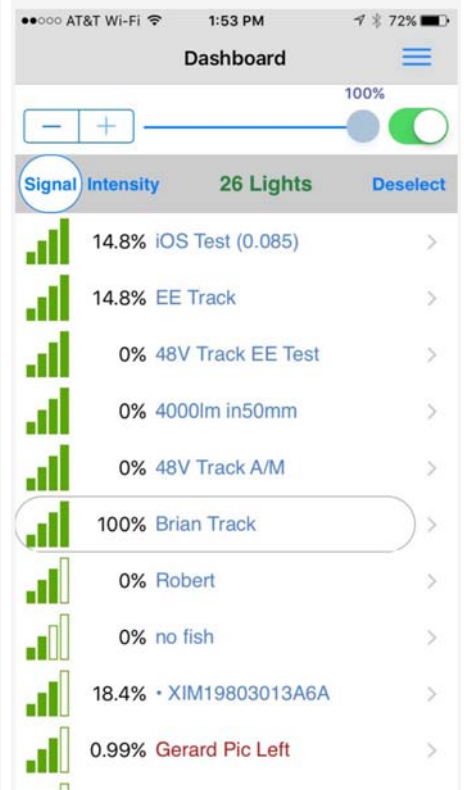 AT&T Wi-Fi 1:53 PM 72%
Dashboard
100%
− +
Signal Intensity 26 Lights Deselect
14.8% iOS Test (0.085)
14.8% EE Track
0% 48V Track EE Test
0% 4000lm in50mm
0% 48V Track A/M
100% Brian Track
0% Robert
0% no fish
18.4% • XIM19803013A6A
0.99% Gerard Pic Left